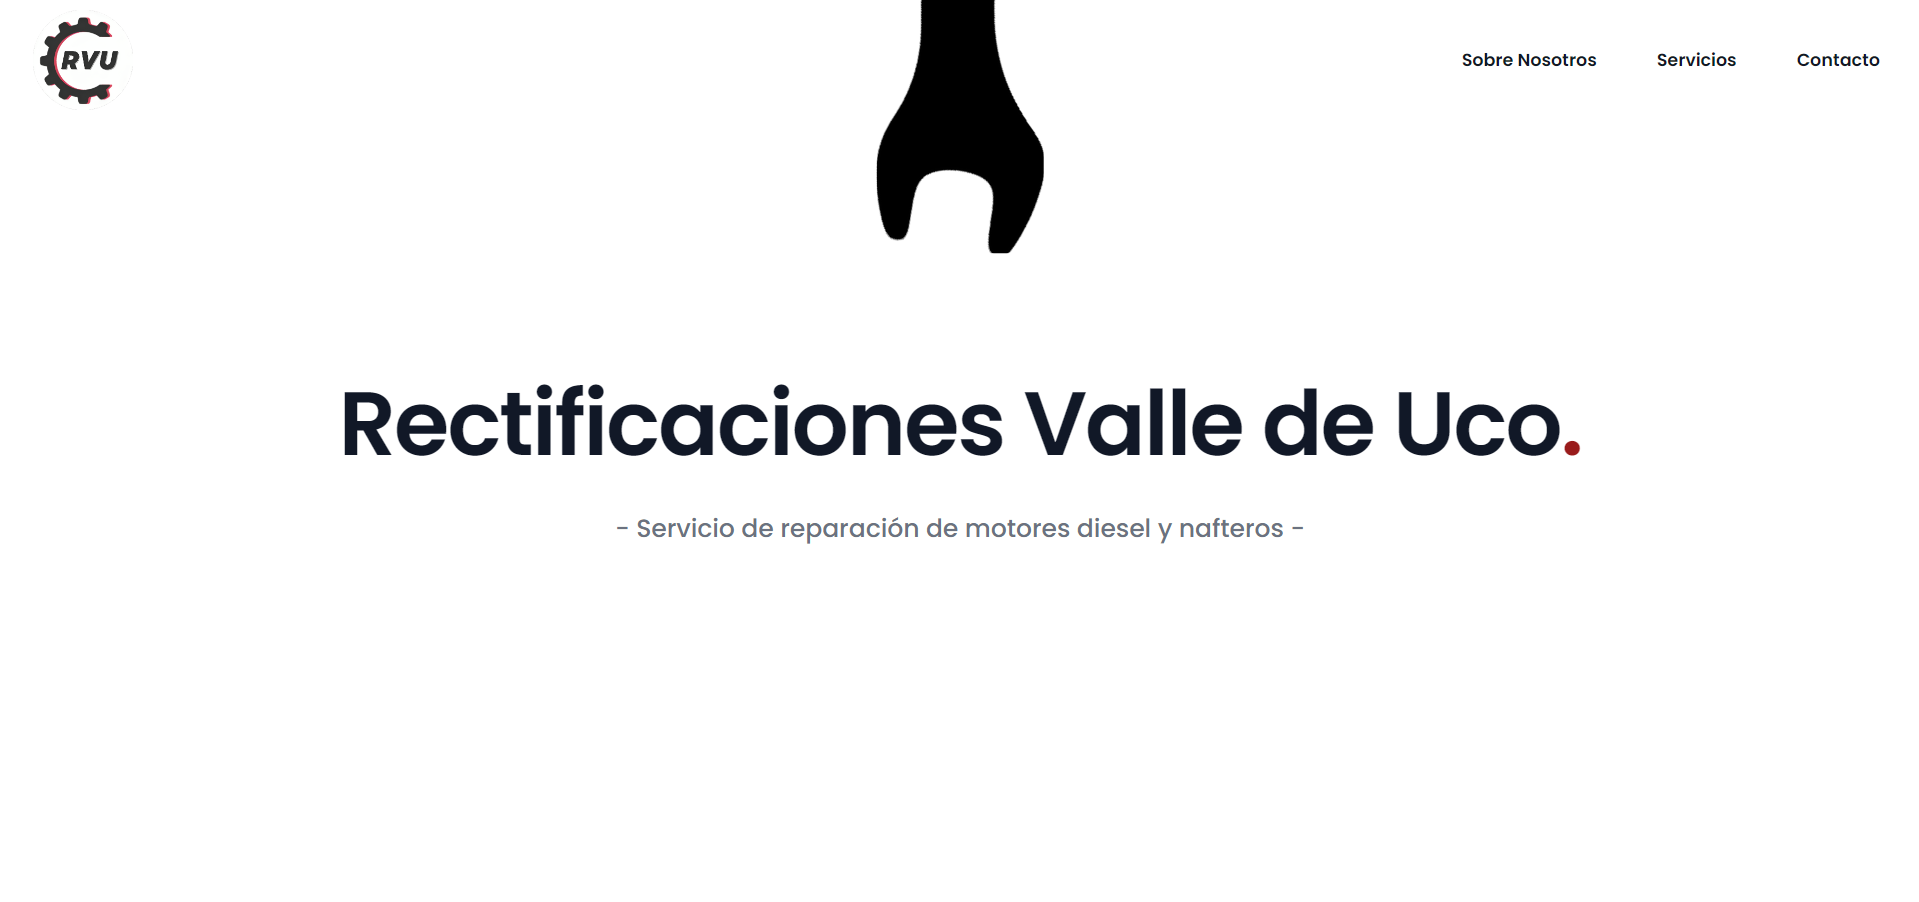 RVU
Sobre Nosotros
Servicios
Contacto
Rectificaciones Valle de Uco.
- Servicio de reparación de motores diesel y nafteros -